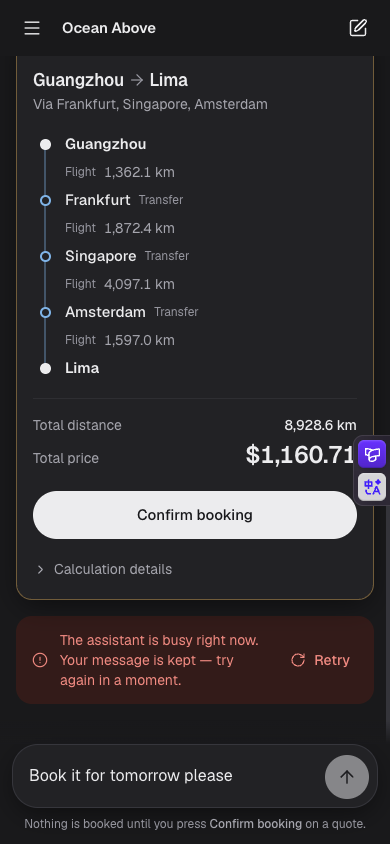 Ocean Above
Guangzhou → Lima
Via Frankfurt, Singapore, Amsterdam
Guangzhou
Flight 1,362.1 km
Frankfurt Transfer
Flight 1,872.4 km
Singapore Transfer
Flight 4,097.1 km
Amsterdam Transfer
Flight 1,597.0 km
Lima
Total distance 8,928.6 km
Total price $1,160.71
中A
Confirm booking
Calculation details
The assistant is busy right now.
Your message is kept — try
again in a moment.
Retry
Book it for tomorrow please
Nothing is booked until you press Confirm booking on a quote.